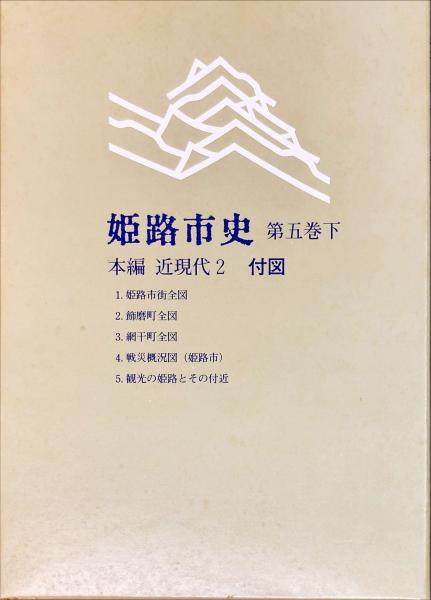 姫路市史 第五巻下
本編 近現代2 付図
1.姫路市街全図
2.飾磨町全図
3.網干町全図
4.戦災概況図(姫路市)
5.観光の姫路とその付近